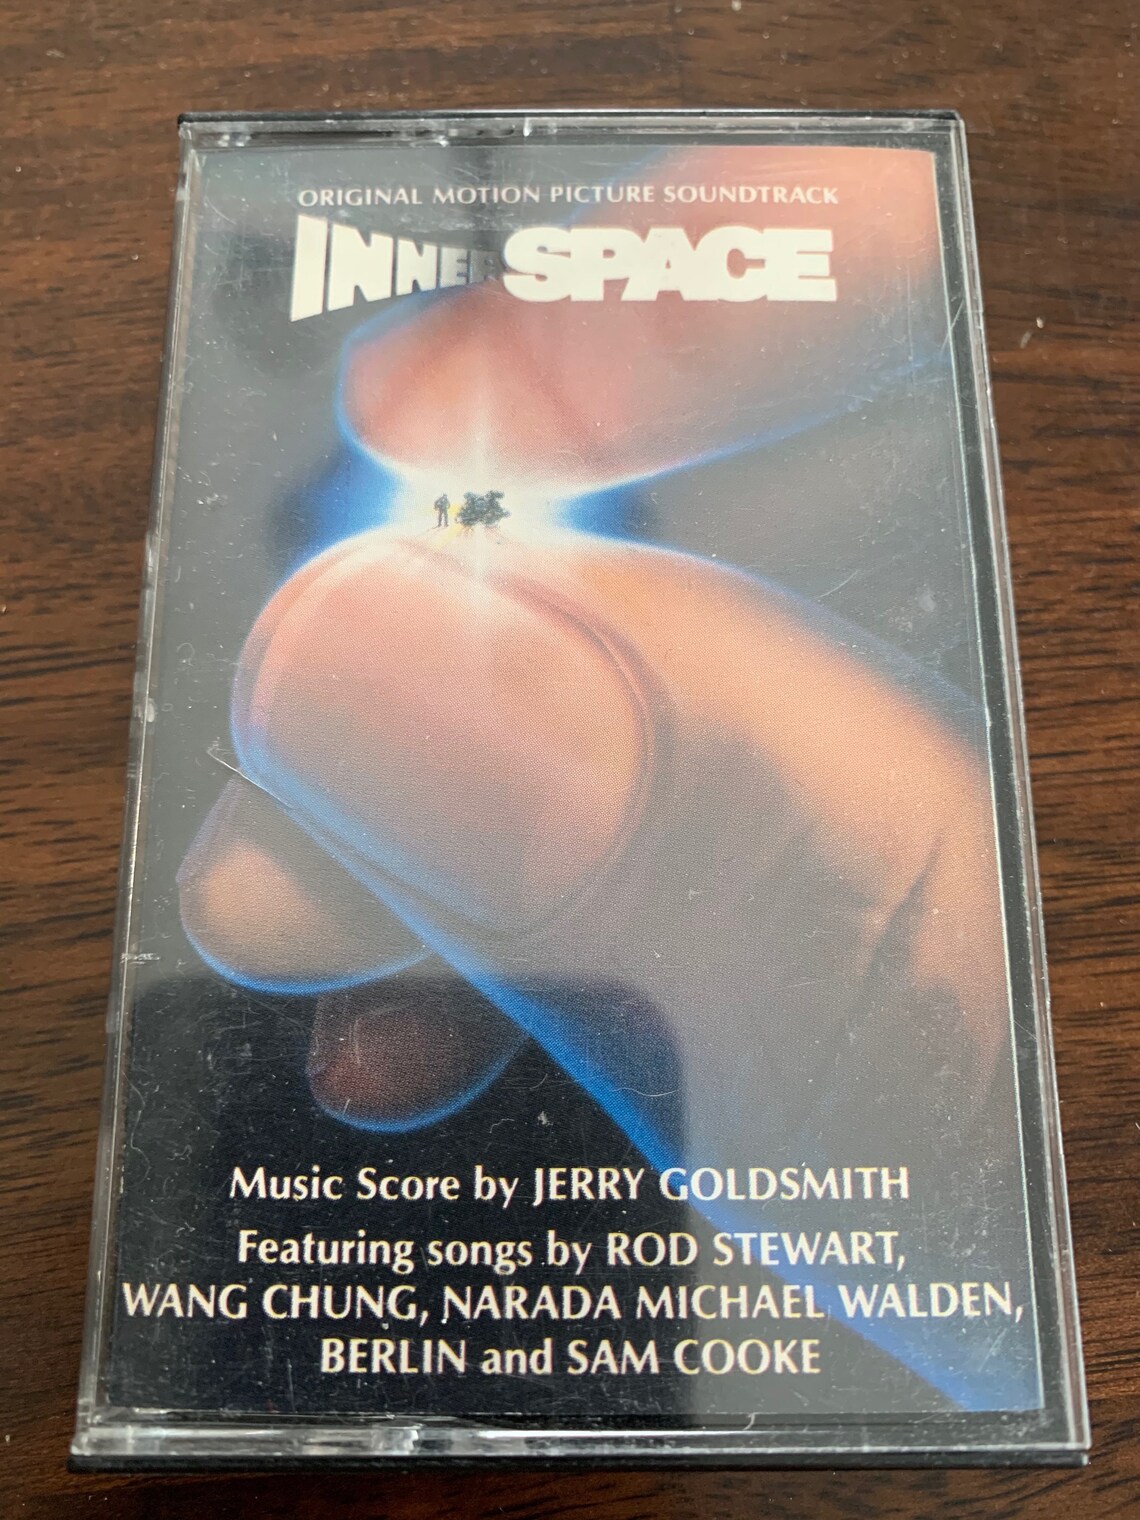 ORIGINAL MOTION PICTURE SOUNDTRACK
INNERSPACE
Music Score by JERRY GOLDSMITH
Featuring songs by ROD STEWART,
WANG CHUNG, NARADA MICHAEL WALDEN,
BERLIN and SAM COOKE